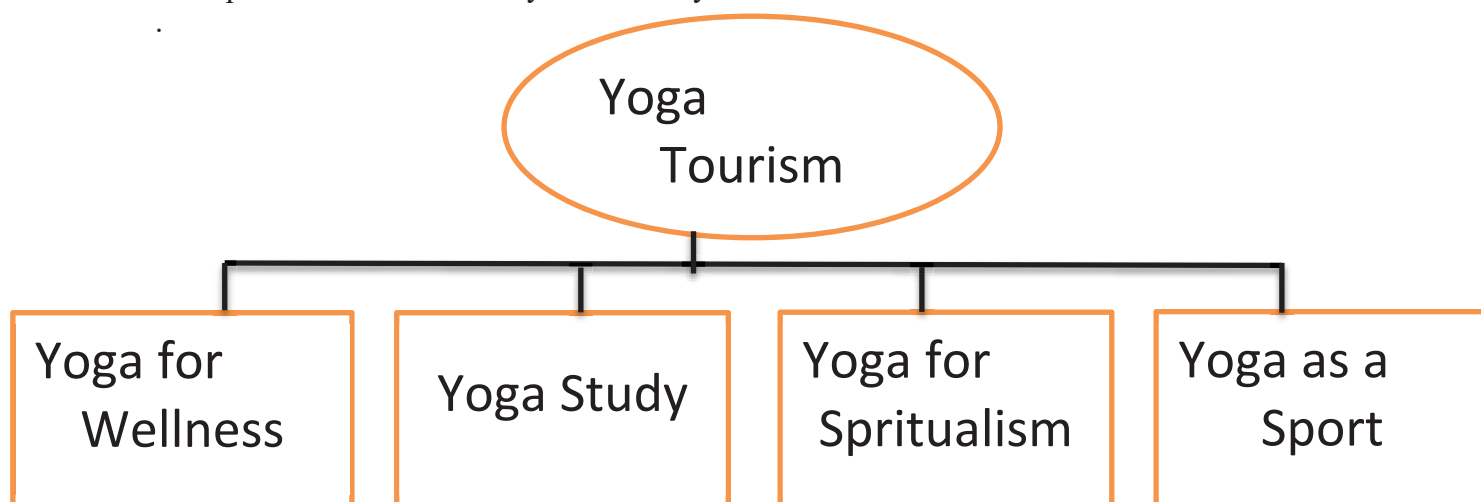 .
Yoga
Tourism
Yoga for
Wellness
Yoga Study
Yoga for
Spritualism
Yoga as a
Sport